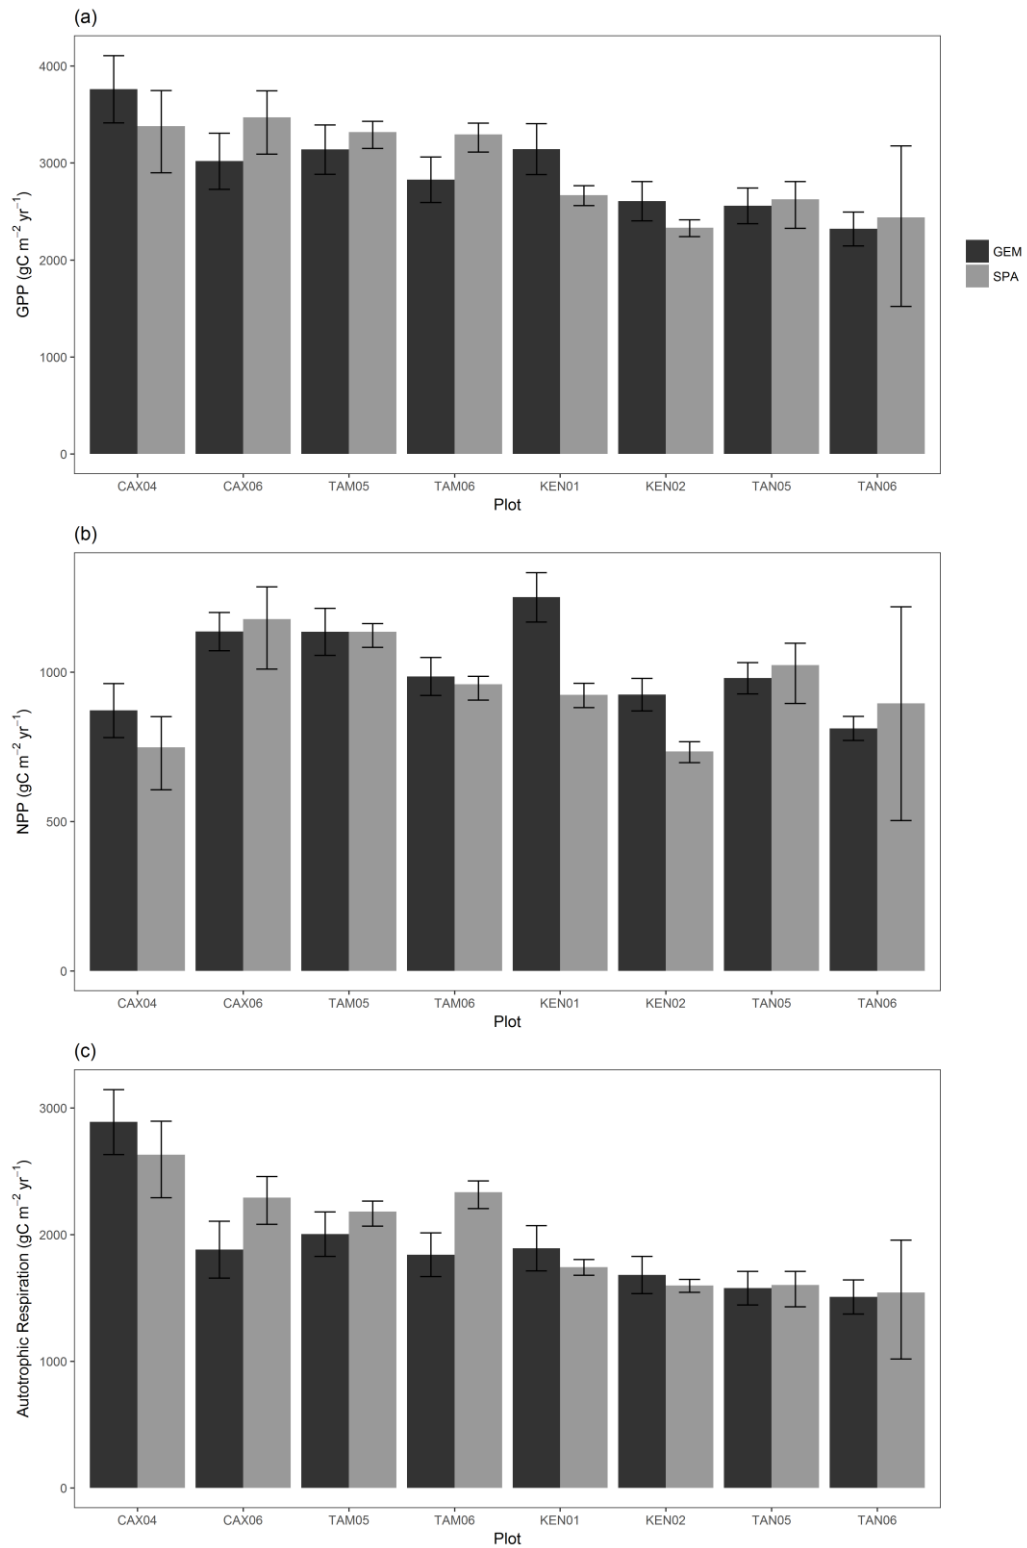 (a)
GPP (gC m−2 yr−1)
4000
3000
2000
1000
0
CAX04 CAX06 TAM05 TAM06 KEN01 KEN02 TAN05 TAN06
Plot
GEM
SPA
(b)
NPP (gC m−2 yr−1)
1000
500
0
CAX04 CAX06 TAM05 TAM06 KEN01 KEN02 TAN05 TAN06
Plot
(c)
Autotrophic Respiration (gC m−2 yr−1)
3000
2000
1000
0
CAX04 CAX06 TAM05 TAM06 KEN01 KEN02 TAN05 TAN06
Plot